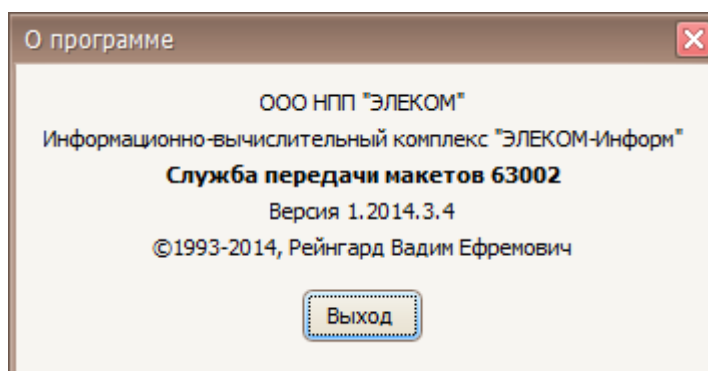 О программе
ООО НПП "ЭЛЕКОМ"
Информационно-вычислительный комплекс "ЭЛЕКОМ-Информ"
Служба передачи макетов 63002
Версия 1.2014.3.4
©1993-2014, Рейнгард Вадим Ефремович
Выход